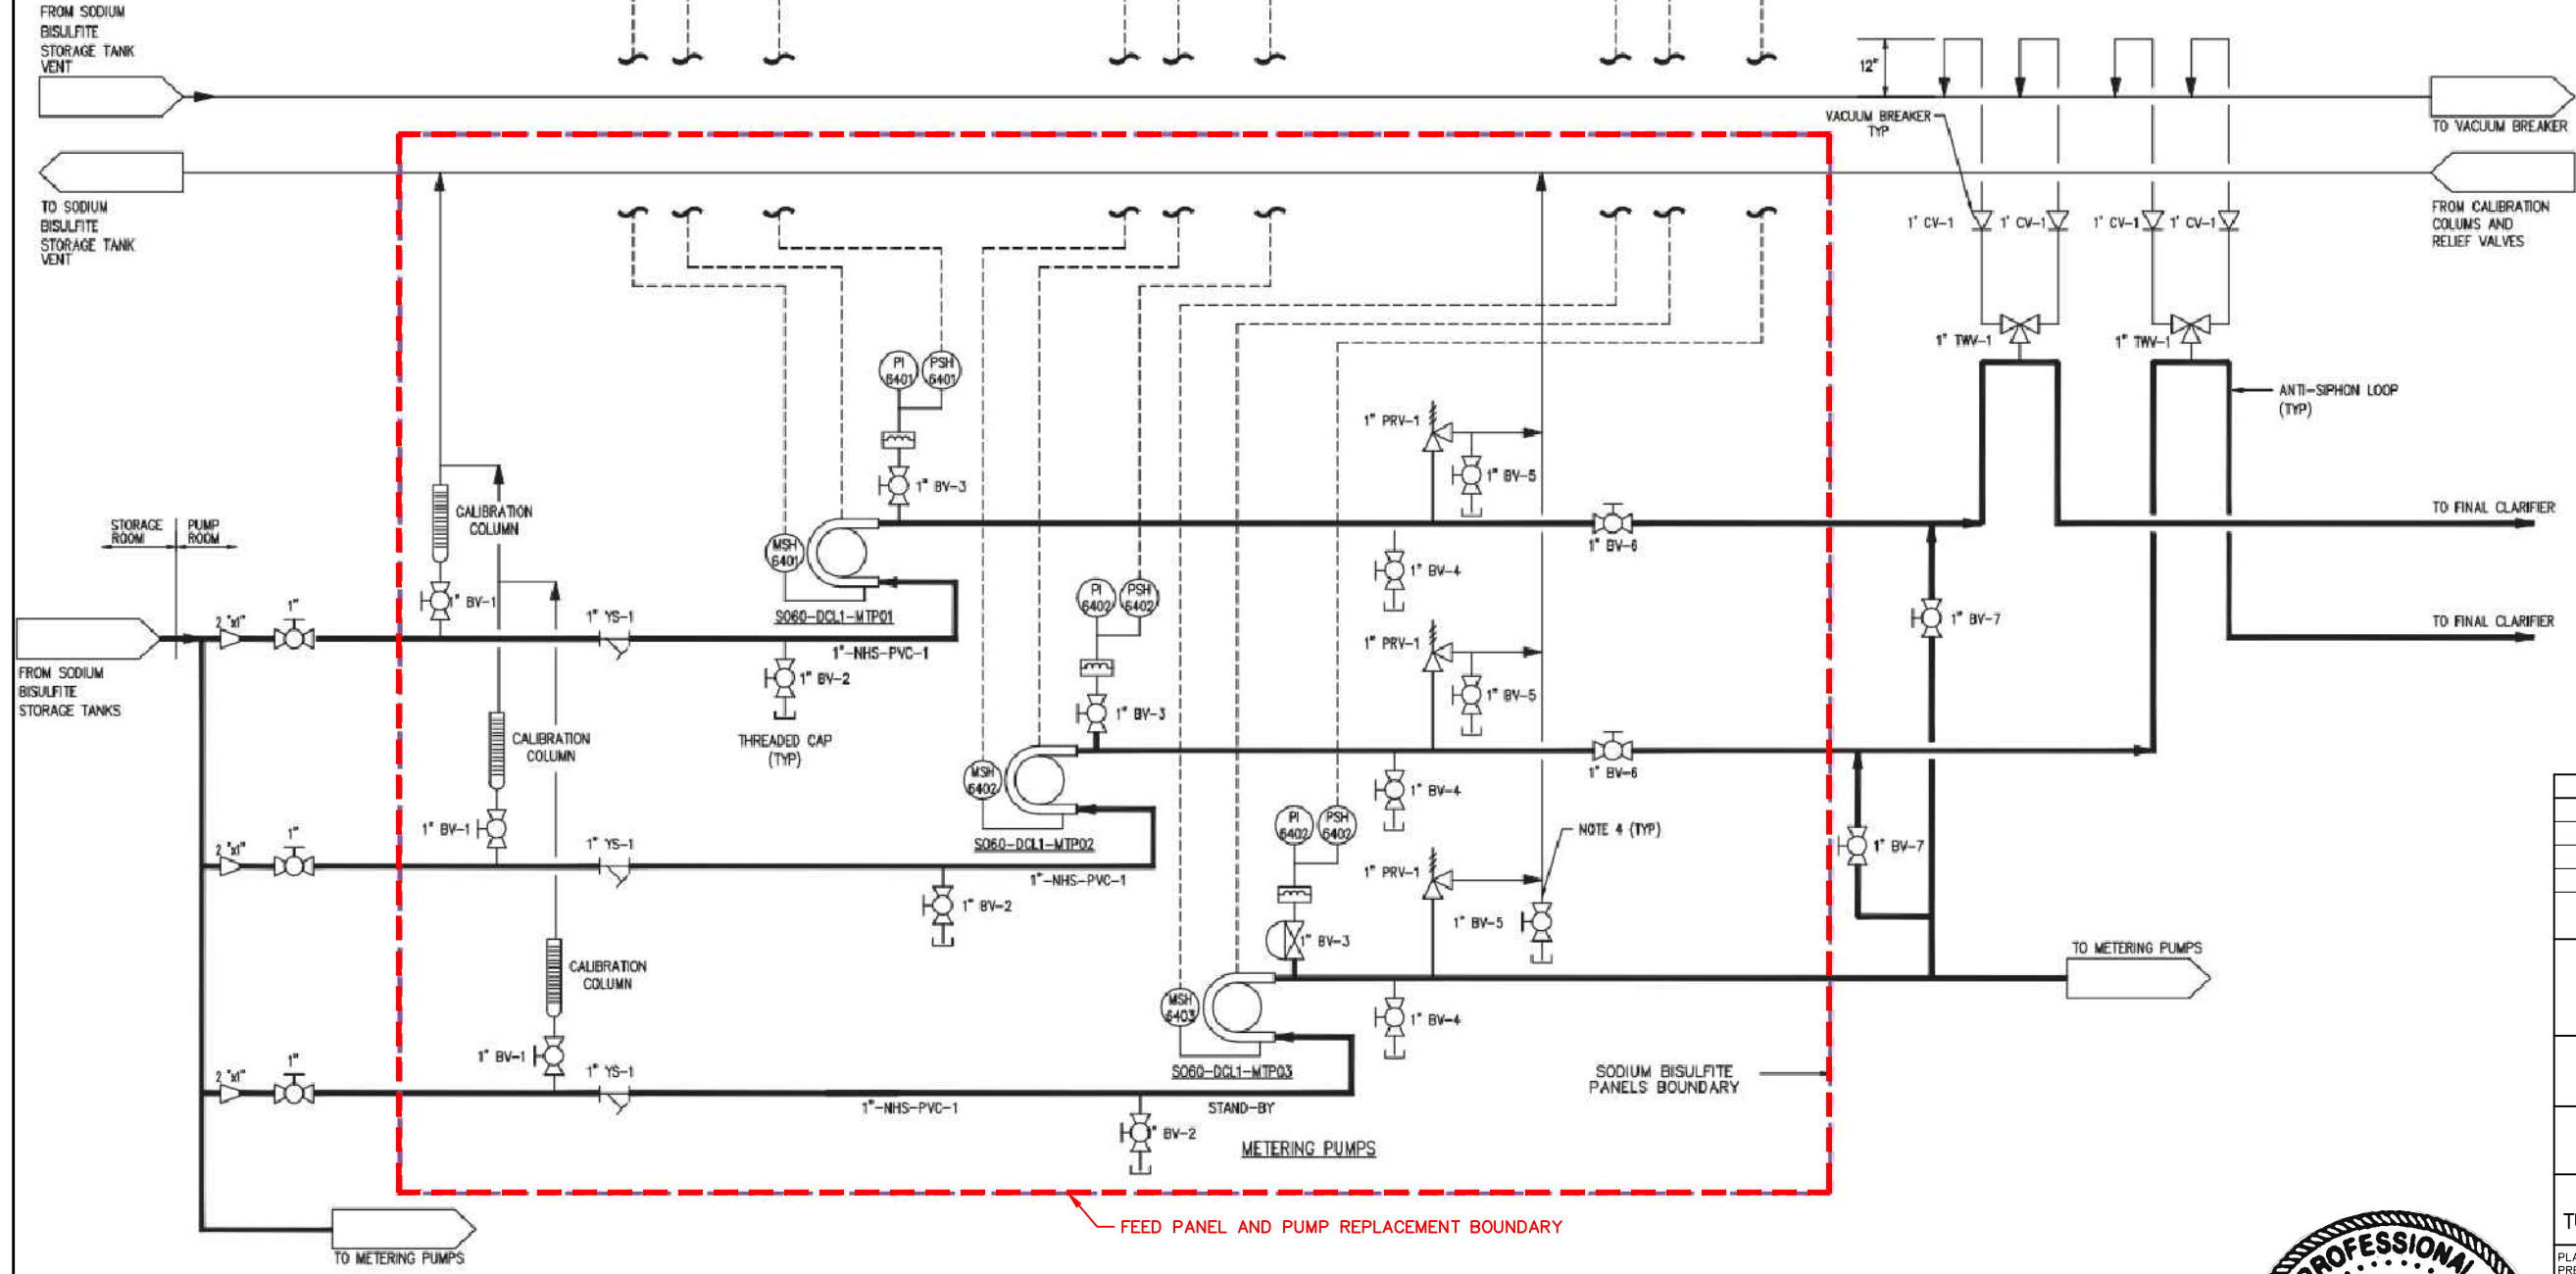 FROM SODIUM
BISULFITE
STORAGE TANK
VENT
12"
VACUUM BREAKER
TYP
TO VACUUM BREAKER
TO SODIUM
BISULFITE
STORAGE TANK
VENT
1" CV-1
1" CV-1
1" CV-1
1" CV-1
FROM CALIBRATION
COLUMS AND
RELIEF VALVES
1" TWV-1
1" TWV-1
PI
6401
PSH
6401
ANTI-SIPHON LOOP
(TYP)
1" PRV-1
1" BV-3
1" BV-5
CALIBRATION
COLUMN
STORAGE
ROOM
PUMP
ROOM
TO FINAL CLARIFIER
1" BV-6
MSH
6401
1" BV-4
1" BV-1
PI
6402
PSH
6402
2"x1"
1"
1" YS-1
S060-DCL1-MTP01
1" BV-7
TO FINAL CLARIFIER
1"-NHS-PVC-1
1" PRV-1
FROM SODIUM
BISULFITE
STORAGE TANKS
1" BV-2
1" BV-5
1" BV-3
THREADED CAP
(TYP)
CALIBRATION
COLUMN
1" BV-6
MSH
6402
1" BV-4
1" BV-1
PI
6402
PSH
6402
NOTE 4 (TYP)
2"x1"
1"
1" YS-1
S060-DCL1-MTP02
1" BV-7
1"-NHS-PVC-1
1" PRV-1
1" BV-2
1" BV-5
1" BV-3
TO METERING PUMPS
CALIBRATION
COLUMN
MSH
6403
1" BV-4
1" BV-1
2"x1"
1"
1" YS-1
S060-DCL1-MTP03
SODIUM BISULFITE
PANELS BOUNDARY
1"-NHS-PVC-1
STAND-BY
1" BV-2
METERING PUMPS
FEED PANEL AND PUMP REPLACEMENT BOUNDARY
TO METERING PUMPS
PROFESSIONAL